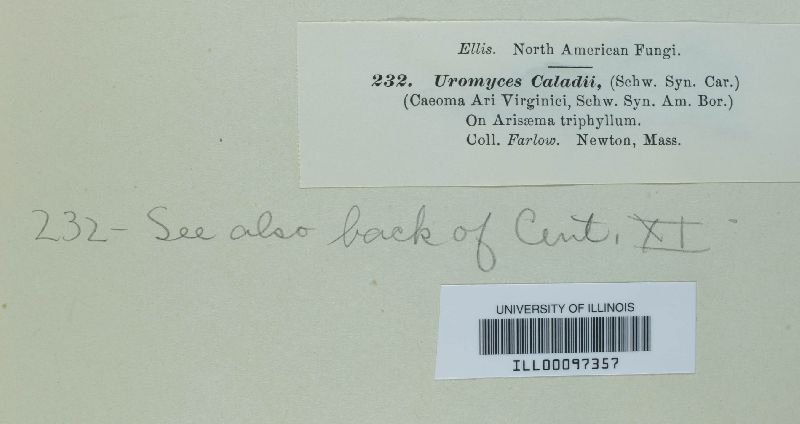 Ellis. North American Fungi.
232. Uromyces Caladii, (Schw. Syn. Car.)
(Caeoma Ari Virginici, Schw. Syn. Am. Bor.)
On Arisæma triphyllum.
Coll. Farlow. Newton, Mass.
232- See also back of Cent. XI
UNIVERSITY OF ILLINOIS
ILL00097357